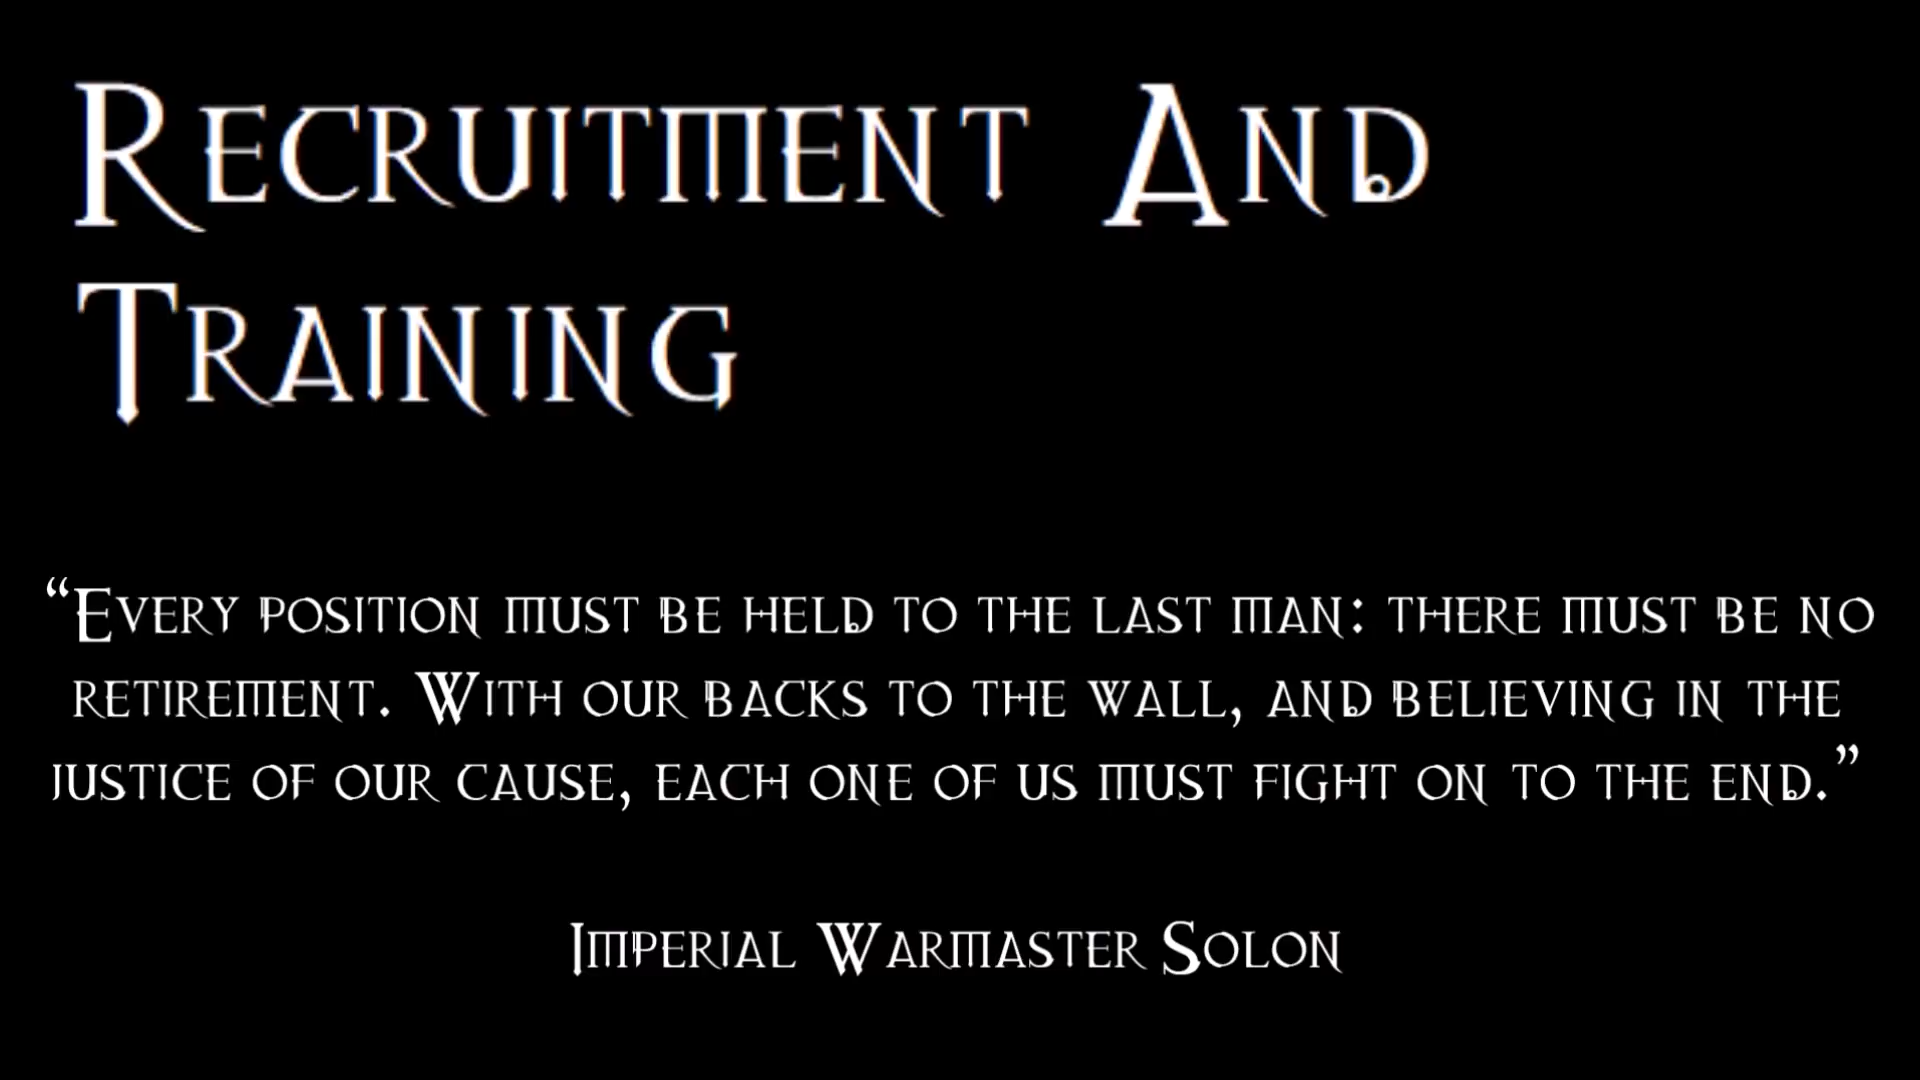 Recruitment And
Training
“Every position must be held to the last man: there must be no
retirement. With our backs to the wall, and believing in the
justice of our cause, each one of us must fight on to the end.”
Imperial Warmaster Solon